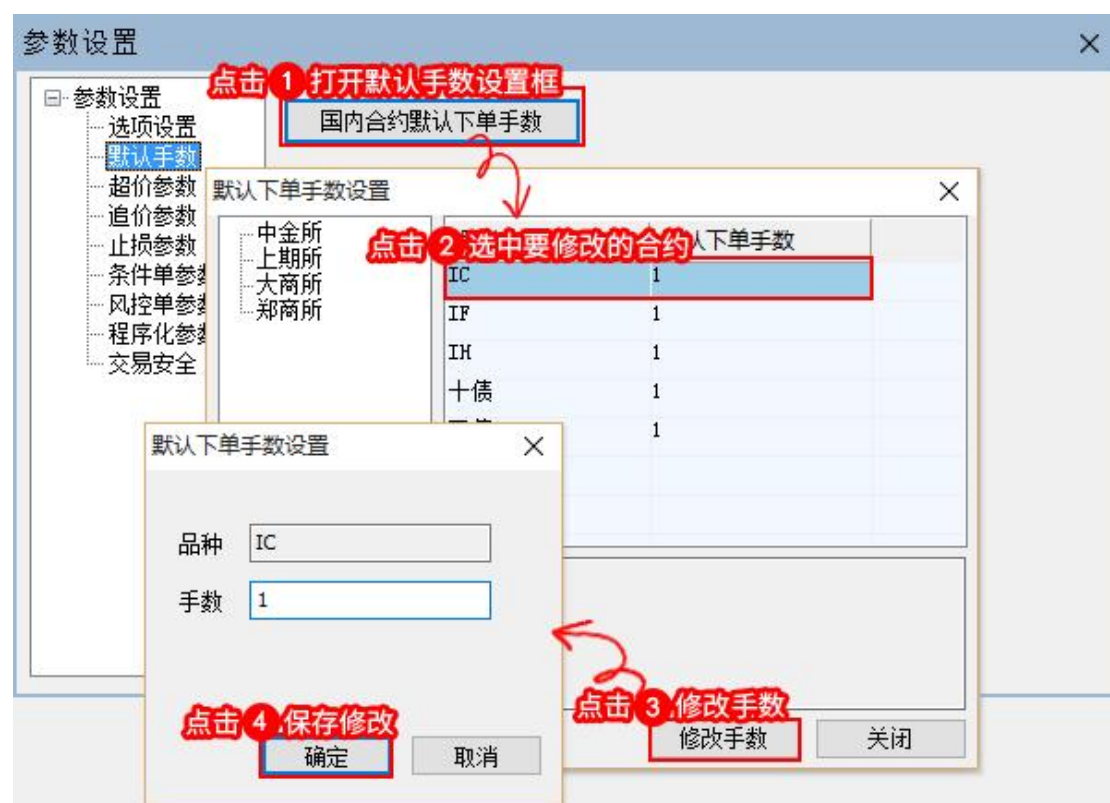 参数设置
点击 1 打开默认手数设置框
参数设置
国内合约默认下单手数
选项设置
默认手数
超价参数
追价参数
止损参数
条件单参
风控单参
程序化参
交易安全
默认下单手数设置
中金所
上期所
大商所
郑商所
点击 2 选中要修改的合约
下单手数
IC 1
IF 1
IH 1
十债 1
1
默认下单手数设置
品种 IC
手数 1
点击 3 修改手数
点击 4 保存修改
修改手数 关闭
确定 取消